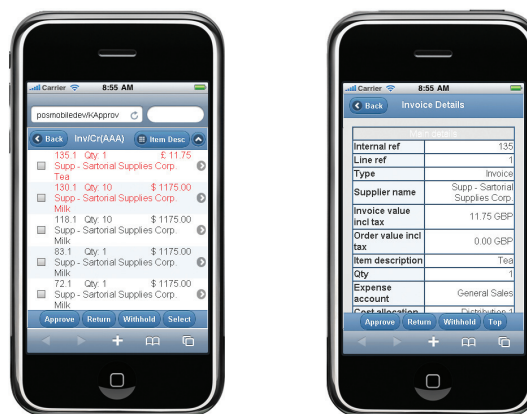 Carrier 8:55 AM
posmobiledev/KApprov
Back Inv/Cr(AAA) Item Desc
135.1 Qty: 1 £ 11.75
Supp - Sartorial Supplies Corp.
Tea
130.1 Qty: 10 $ 1175.00
Supp - Sartorial Supplies Corp.
Milk
118.1 Qty: 10 $ 1175.00
Supp - Sartorial Supplies Corp.
Milk
83.1 Qty: 1 $ 1175.00
Supp - Sartorial Supplies Corp.
Milk
72.1 Qty: 1 $ 1175.00
Supp - Sartorial Supplies Corp.
Milk
Approve Return Withhold Select
Carrier 8:55 AM
Back Invoice Details
Main details
Internal ref 135
Line ref 1
Type Invoice
Supplier name Supp - Sartorial
Supplies Corp.
Invoice value
incl tax 11.75 GBP
Order value incl
tax 0.00 GBP
Item description Tea
Qty 1
Expense
account General Sales
Cost allocation Distribution 1
Approve Return Withhold Top